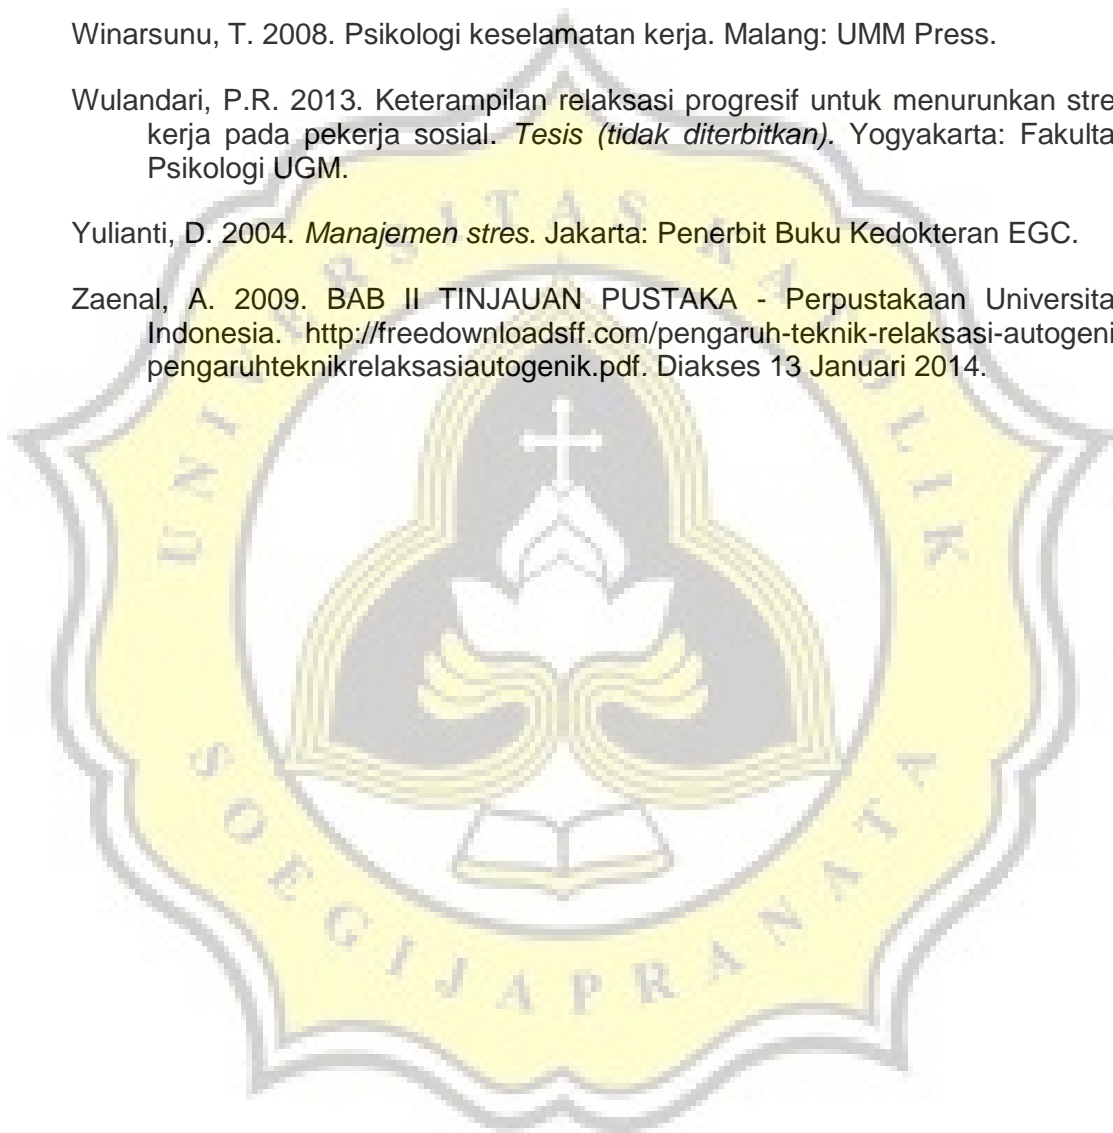 Winarsunu, T. 2008. Psikologi keselamatan kerja. Malang: UMM Press.
Wulandari, P.R. 2013. Keterampilan relaksasi progresif untuk menurunkan stre
kerja pada pekerja sosial. Tesis (tidak diterbitkan). Yogyakarta: Fakulta
Psikologi UGM.
Yulianti, D. 2004. Manajemen stres. Jakarta: Penerbit Buku Kedokteran EGC.
Zaenal, A. 2009. BAB II TINJAUAN PUSTAKA - Perpustakaan Universita
Indonesia. http://freedownloadsff.com/pengaruh-teknik-relaksasi-autogeni
pengaruhteknikrelaksasiautogenik.pdf. Diakses 13 Januari 2014.
UNIVERSITAS KATOLIK
SOEGIJAPRANATA